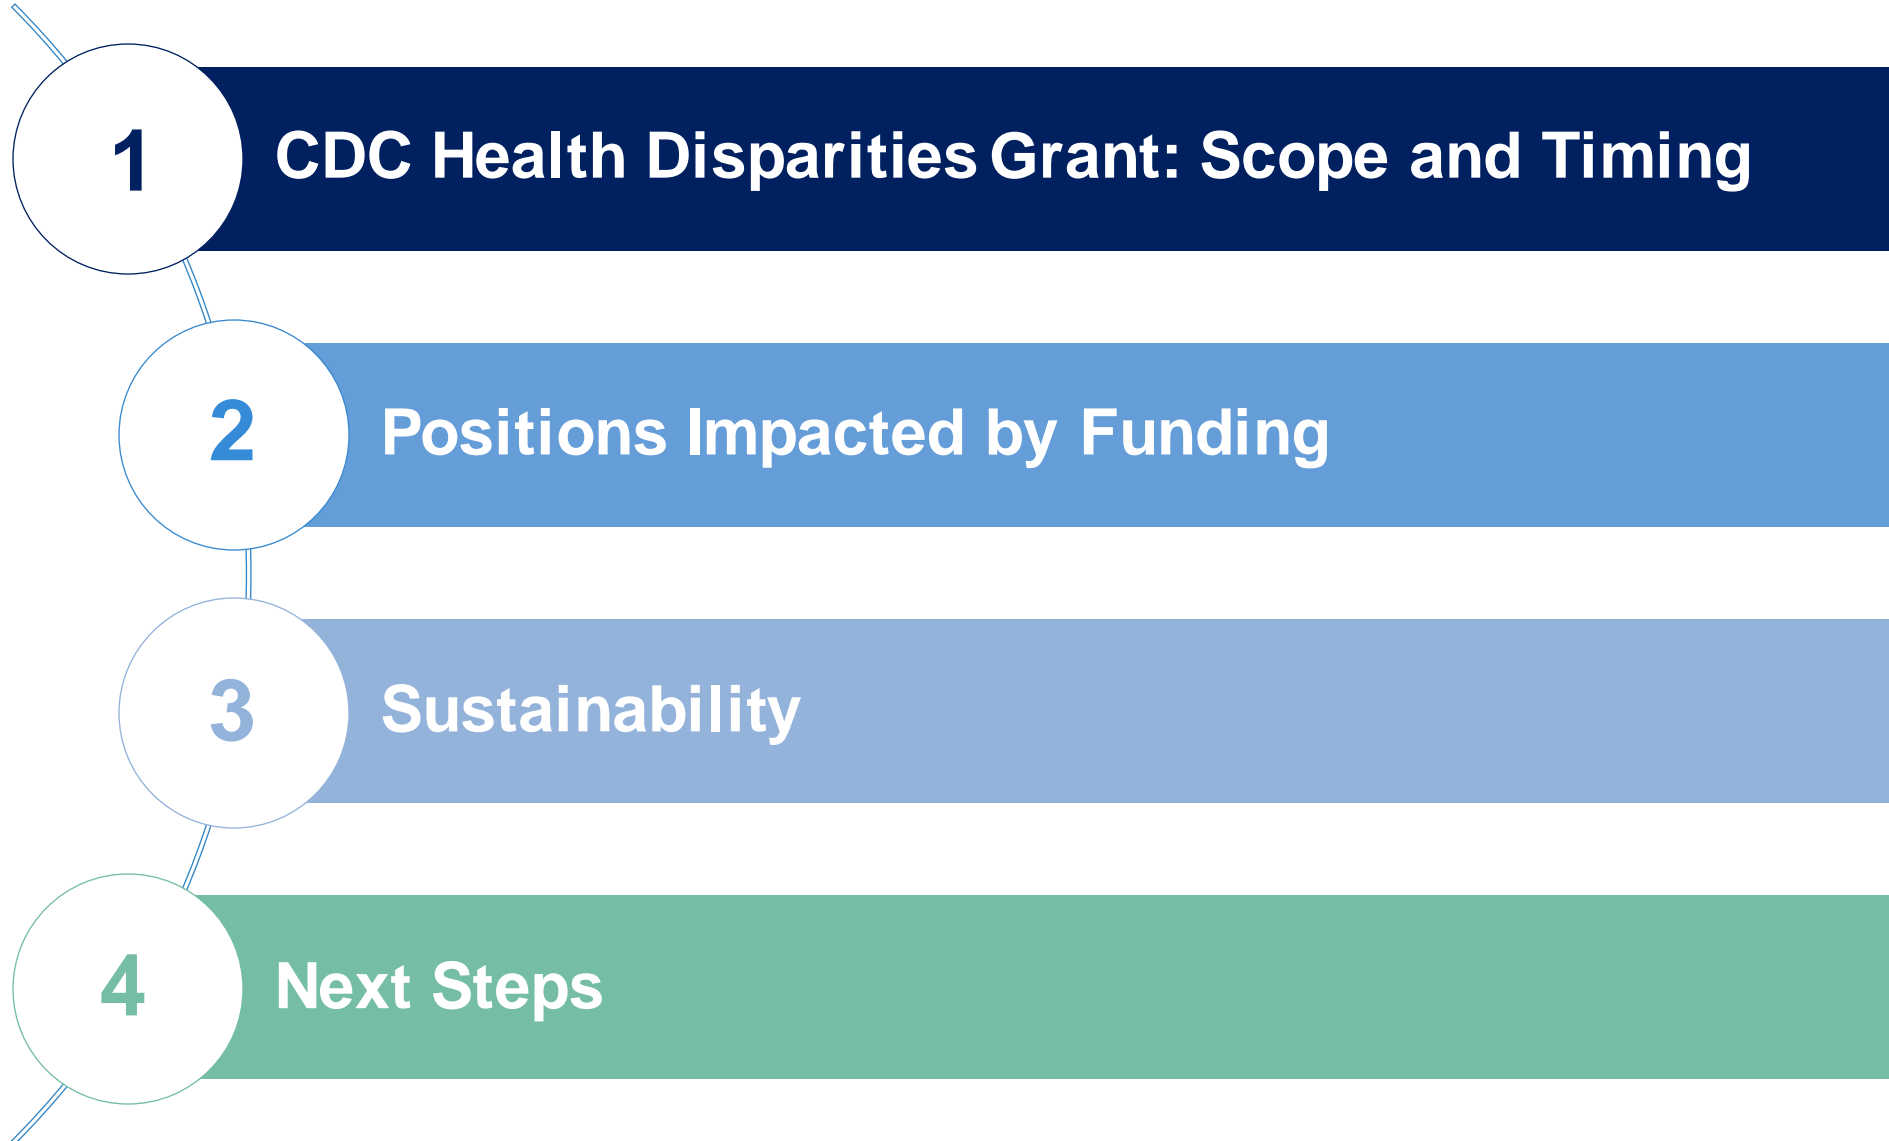 1
CDC Health Disparities Grant: Scope and Timing
2
Positions Impacted by Funding
3
Sustainability
4
Next Steps